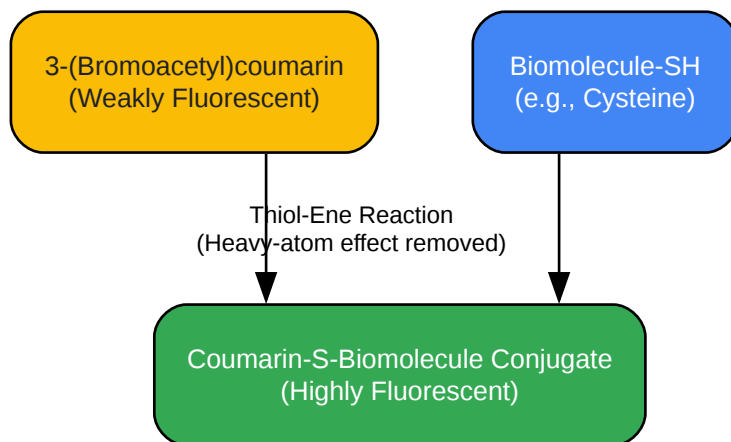 3-(Bromoacetyl)coumarin
(Weakly Fluorescent)
Biomolecule-SH
(e.g., Cysteine)
Thiol-Ene Reaction
(Heavy-atom effect removed)
Coumarin-S-Biomolecule Conjugate
(Highly Fluorescent)